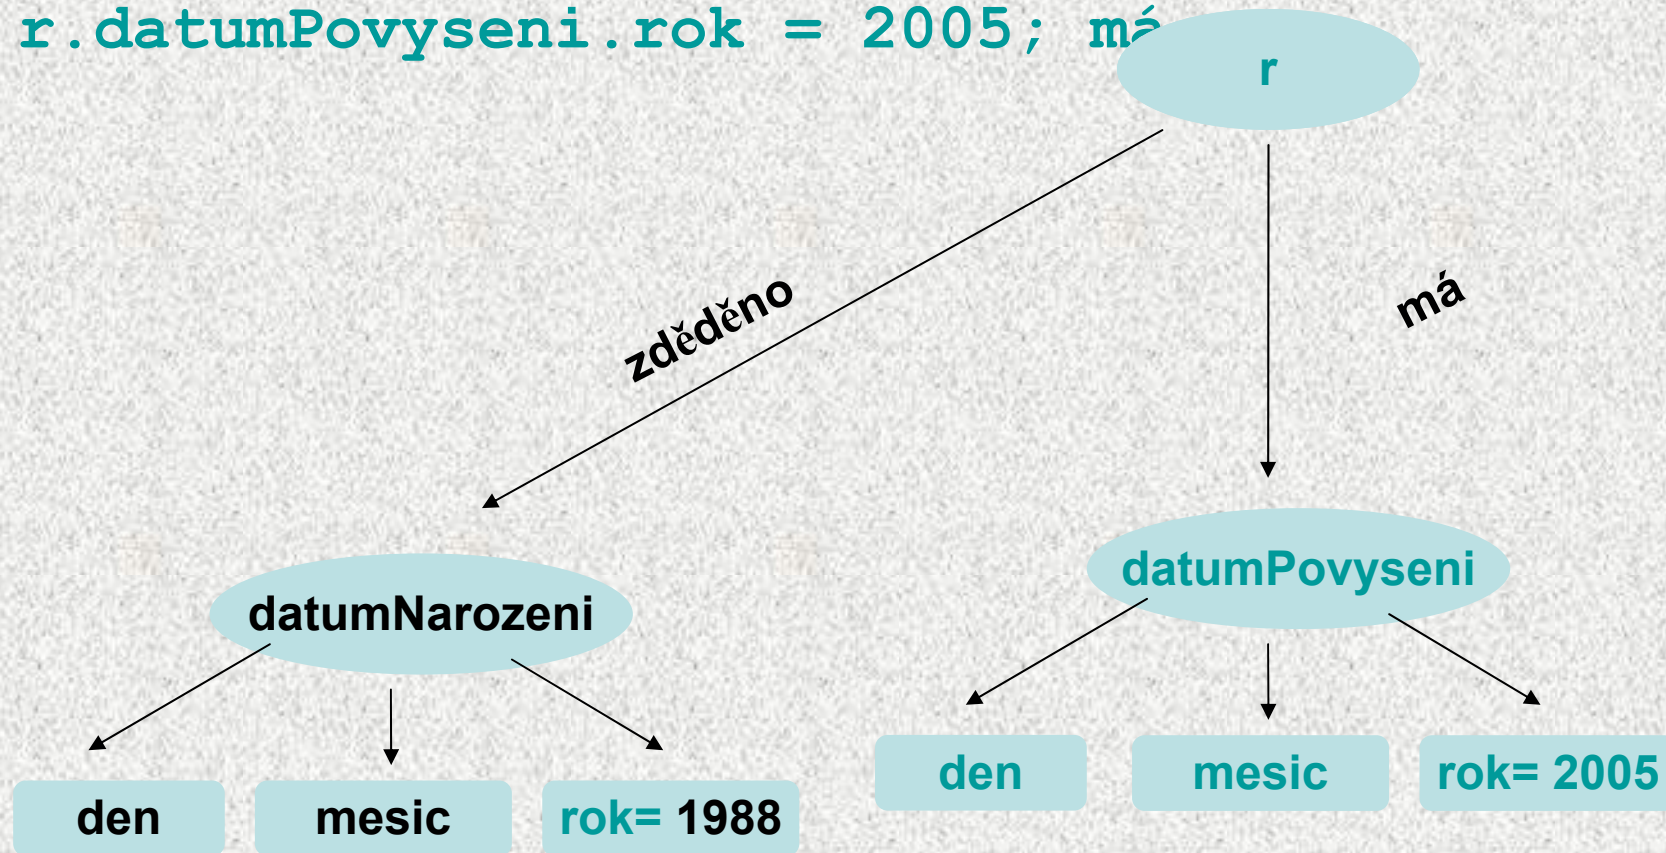 r.datumPovyseni.rok = 2005; má
r
zděděno
má
datumNarozeni
datumPovyseni
den
mesic
rok= 1988
den
mesic
rok= 2005